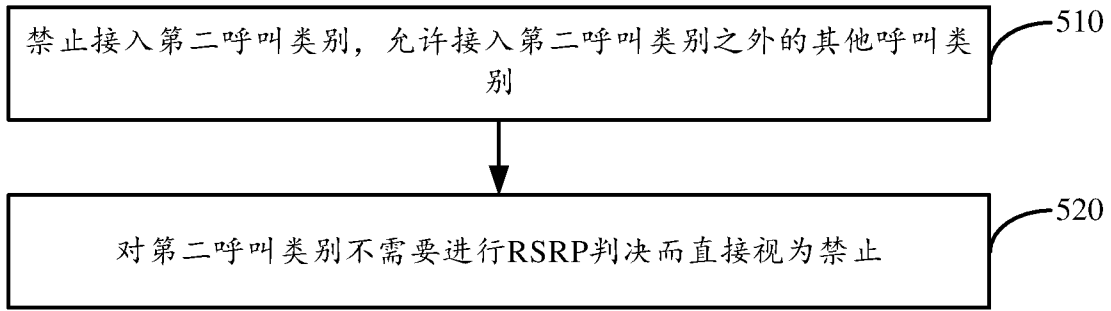 禁止接入第二呼叫类别，允许接入第二呼叫类别之外的其他呼叫类
别
510
对第二呼叫类别不需要进行RSRP判决而直接视为禁止
520